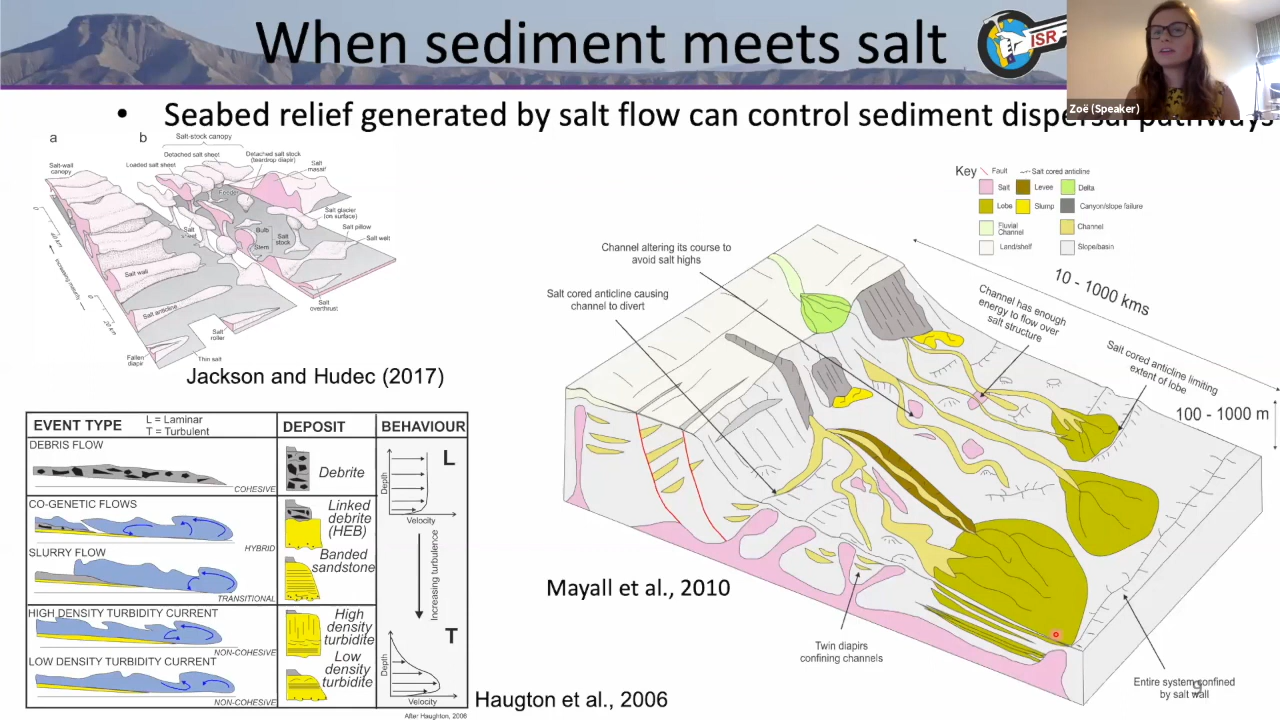 When sediment meets salt
ISR
Zoë (Speaker)
• Seabed relief generated by salt flow can control sediment dispersal pathways
a
b
Salt-stock canopy
Detached salt sheet
Detached salt stock
(teardrop diapir)
Salt-wall
canopy
Loaded salt sheet
Salt
massif
Feeder
Salt glacier
(on surface)
Salt
Bulb
Salt
stock
Stem
Salt pillow
Salt welt
Salt wall
Increasing maturity
Salt anticline
Salt
overthrust
Salt
roller
Fallen
diapir
Thin salt
Jackson and Hudec (2017)
EVENT TYPE
L = Laminar
T = Turbulent
DEPOSIT
BEHAVIOUR
DEBRIS FLOW
COHESIVE
Debrite
L
Depth
Velocity
CO-GENETIC FLOWS
HYBRID
Linked
debrite
(HEB)
SLURRY FLOW
TRANSITIONAL
Banded
sandstone
Increasing turbulence
HIGH DENSITY TURBIDITY CURRENT
NON-COHESIVE
High
density
turbidite
T
LOW DENSITY TURBIDITY CURRENT
NON-COHESIVE
Low
density
turbidite
Depth
Velocity
After Haughton, 2006
Haugton et al., 2006
Key
Fault
Salt cored anticline
Salt
Levee
Delta
Lobe
Slump
Canyon/slope failure
Fluvial
Channel
Channel
Land/shelf
Slope/basin
Channel altering its course to
avoid salt highs
Salt cored anticline causing
channel to divert
10 - 1000 kms
Channel has enough
energy to flow over
salt structure
Salt cored anticline limiting
extent of lobe
100 - 1000 m
Mayall et al., 2010
Twin diapirs
confining channels
Entire system confined
by salt wall
9